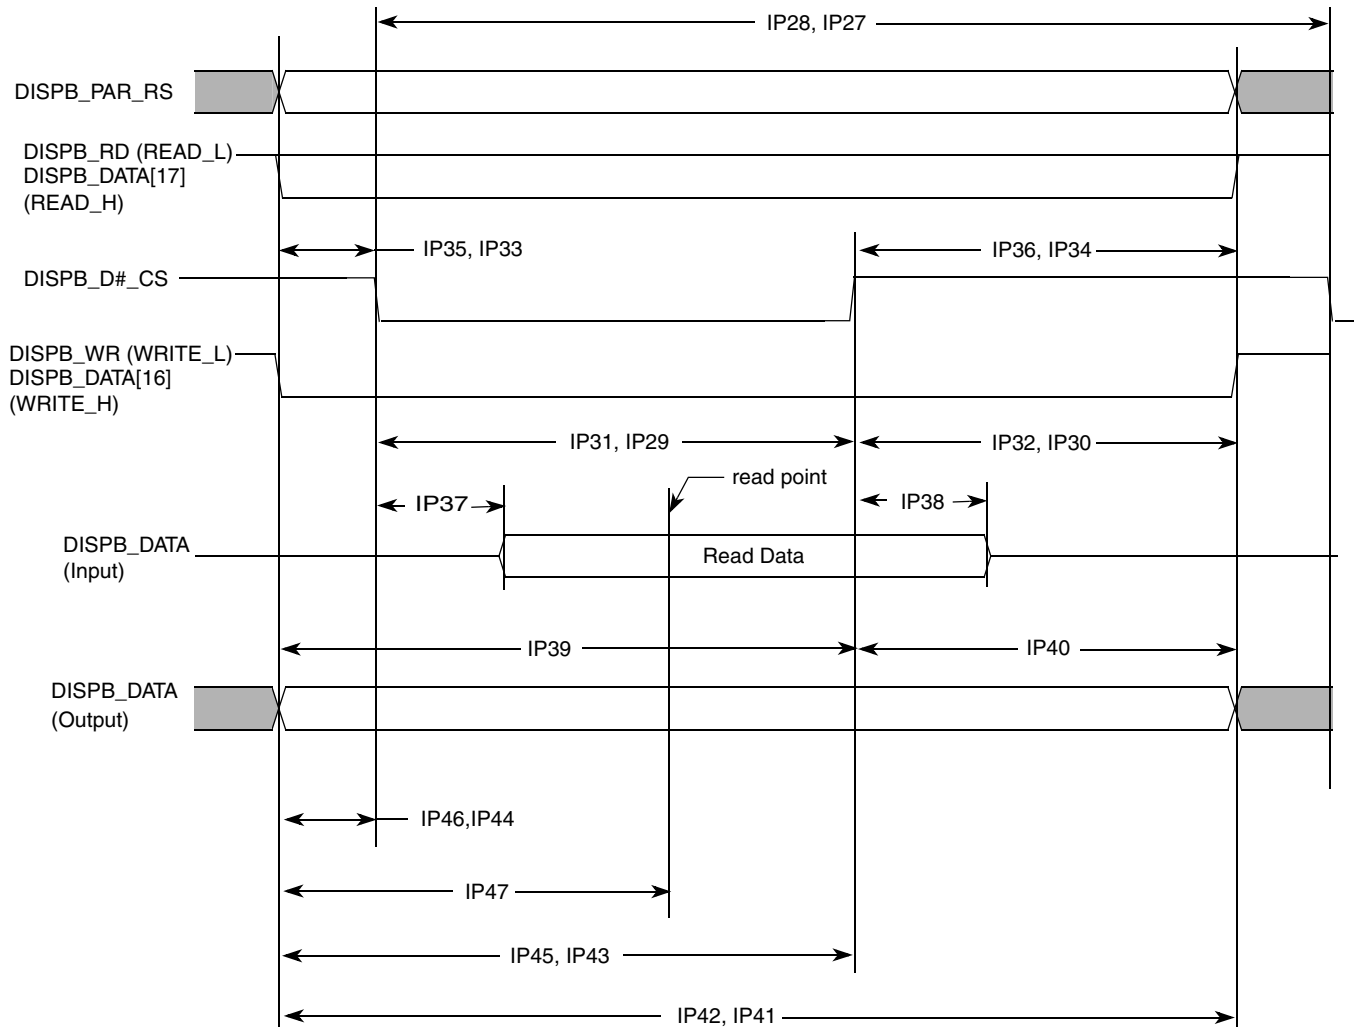 IP28, IP27
DISPB_PAR_RS
DISPB_RD (READ_L)
DISPB_DATA[17]
(READ_H)
IP35, IP33
IP36, IP34
DISPB_D#_CS
DISPB_WR (WRITE_L)
DISPB_DATA[16]
(WRITE_H)
IP31, IP29
IP32, IP30
read point
IP37
IP38
DISPB_DATA
(Input)
Read Data
IP39
IP40
DISPB_DATA
(Output)
IP46,IP44
IP47
IP45, IP43
IP42, IP41